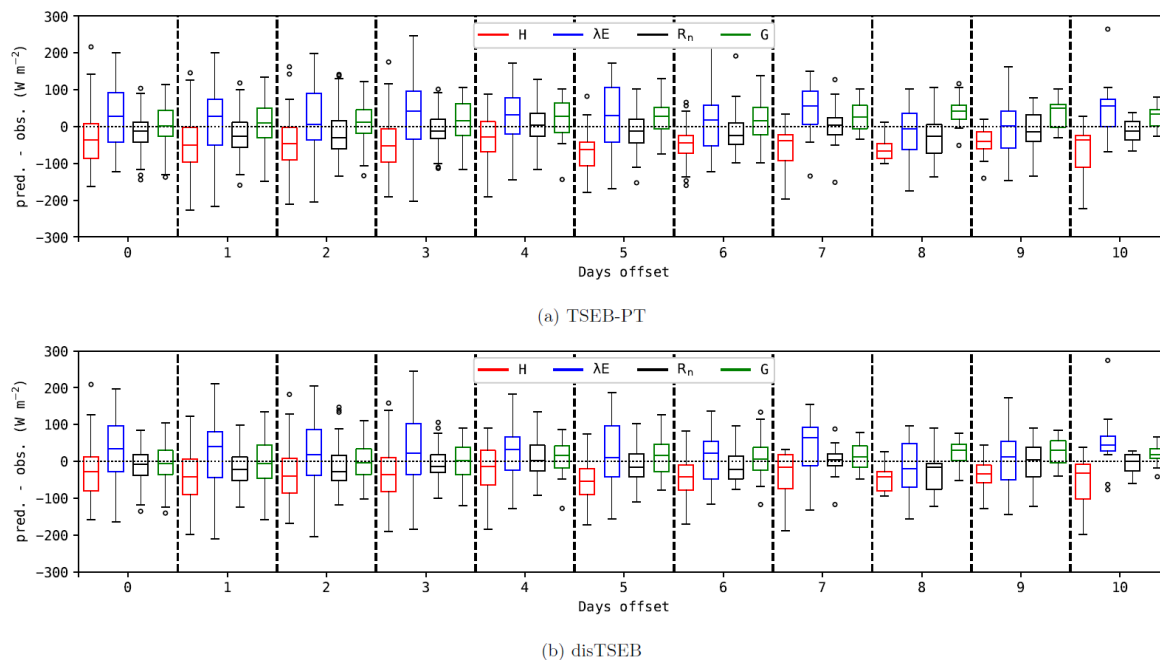 300
200
100
0
−100
−200
−300
pred. - obs. (W m⁻²)
H λE Rₙ G
0 1 2 3 4 5 6 7 8 9 10
Days offset
(a) TSEB-PT
300
200
100
0
−100
−200
−300
pred. - obs. (W m⁻²)
H λE Rₙ G
0 1 2 3 4 5 6 7 8 9 10
Days offset
(b) disTSEB